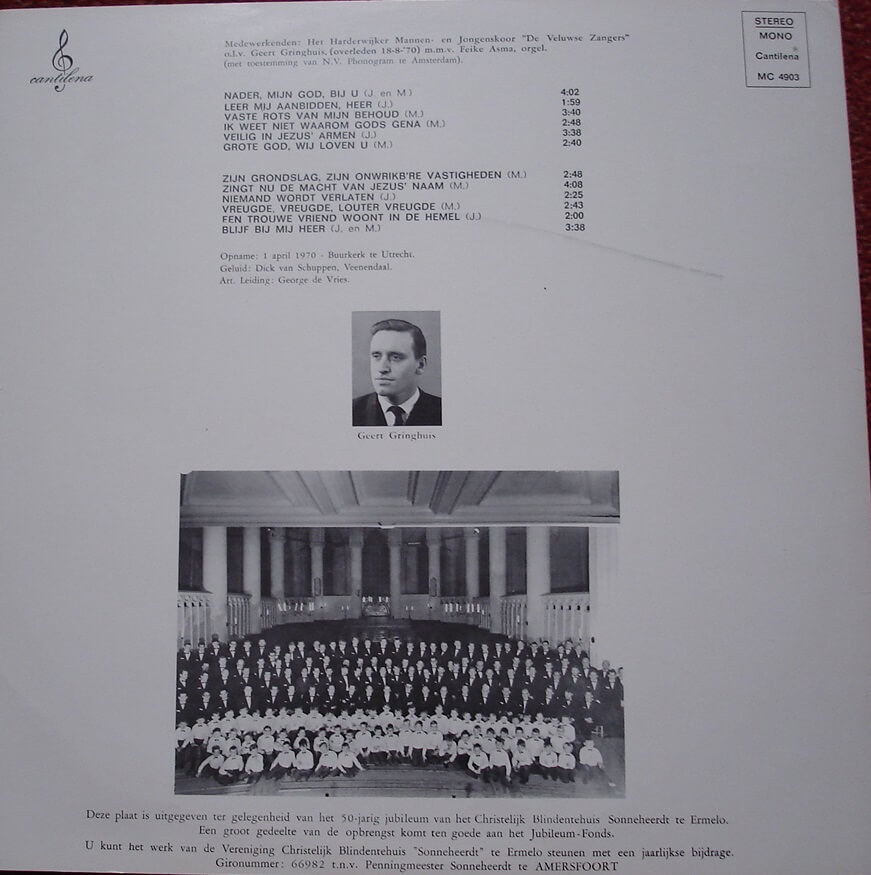 cantilena
STEREO
MONO
Cantilena
MC 4903
Medewerkenden: Het Harderwijker Mannen- en Jongenskoor "De Veluwse Zangers"
o.l.v. Geert Gringhuis, (overleden 18-8-'70) m.m.v. Feike Asma, orgel.
(met toestemming van N.V. Phonogram te Amsterdam).
NADER, MIJN GOD, BIJ U (J. en M.) 4:02
LEER MIJ AANBIDDEN, HEER (J.) 1:59
VASTE ROTS VAN MIJN BEHOUD (M.) 3:40
IK WEET NIET WAAROM GODS GENA (M.) 2:48
VEILIG IN JEZUS' ARMEN (J.) 3:38
GROTE GOD, WIJ LOVEN U (M.) 2:40
ZIJN GRONDSLAG, ZIJN ONWRIKB'RE VASTIGHEDEN (M.) 2:48
ZINGT NU DE MACHT VAN JEZUS' NAAM (M.) 4:08
NIEMAND WORDT VERLATEN (J.) 2:25
VREUGDE, VREUGDE, LOUTER VREUGDE (M.) 2:43
EEN TROUWE VRIEND WOONT IN DE HEMEL (J.) 2:00
BLIJF BIJ MIJ HEER (J. en M.) 3:38
Opname: 1 april 1970 - Buurkerk te Utrecht.
Geluid: Dick van Schuppen, Veenendaal.
Art. Leiding: George de Vries.
Geert Gringhuis
Deze plaat is uitgegeven ter gelegenheid van het 50-jarig jubileum van het Christelijk Blindentehuis Sonneheerdt te Ermelo.
Een groot gedeelte van de opbrengst komt ten goede aan het Jubileum-Fonds.
U kunt het werk van de Vereniging Christelijk Blindentehuis "Sonneheerdt" te Ermelo steunen met een jaarlijkse bijdrage.
Gironummer: 66982 t.n.v. Penningmeester Sonneheerdt te AMERSFOORT